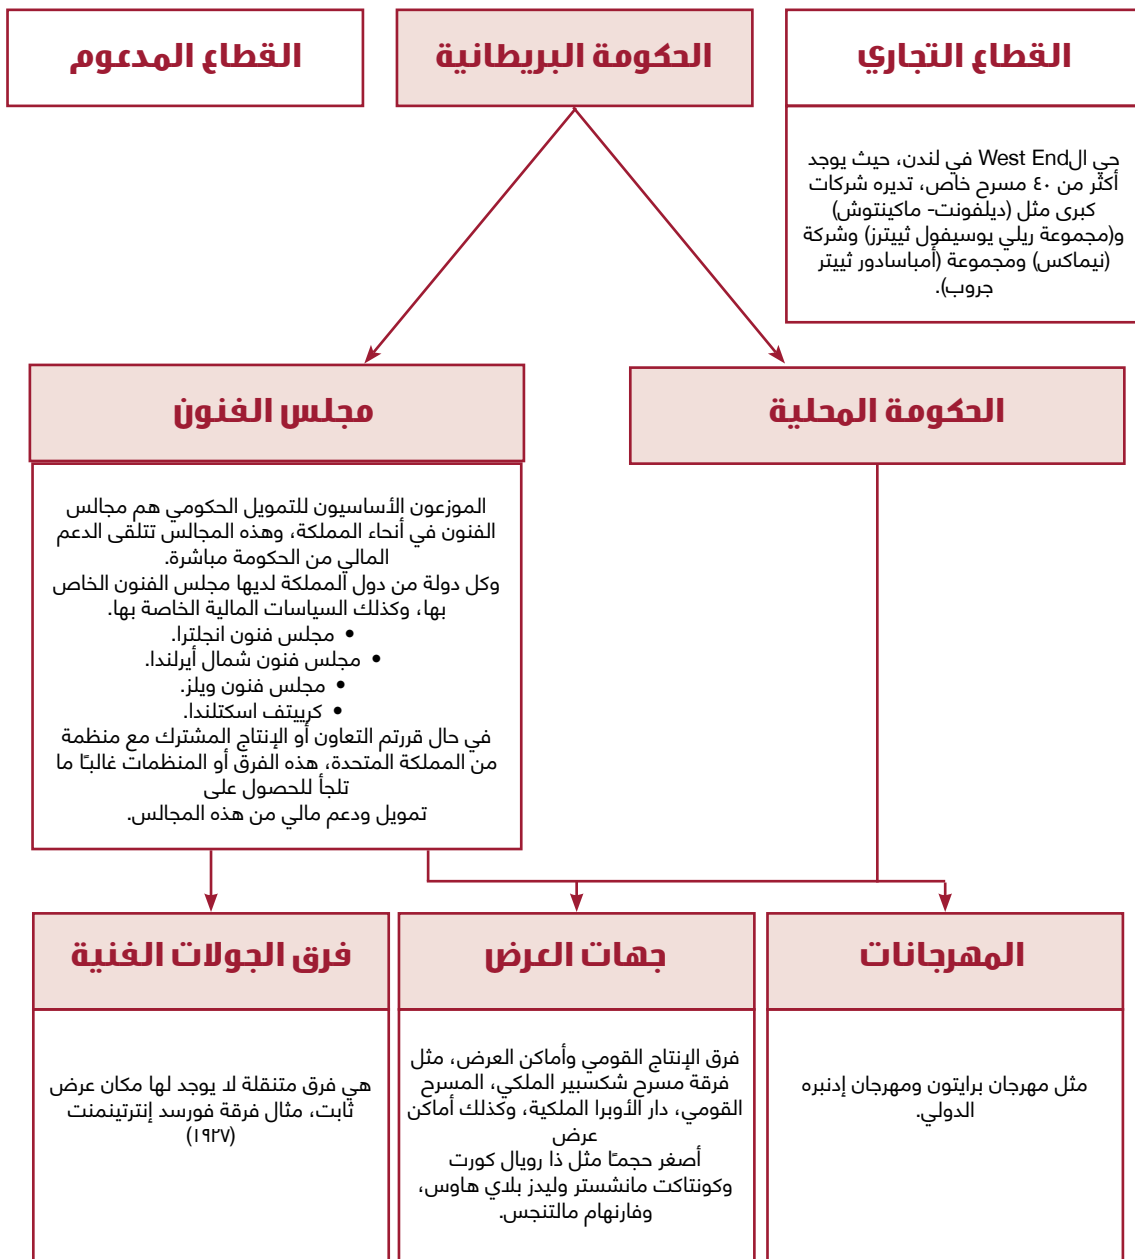 القطاع التجاري
حي الWest End في لندن، حيث يوجد
أكثر من ٤٠ مسرح خاص، تديره شركات
كبرى مثل (ديلفونت- ماكينتوش)
و(مجموعة ريلي يوسيفول ثييترز) وشركة
(نيماكس) ومجموعة (أمباسادور ثييتر
جروب).
الحكومة البريطانية
القطاع المدعوم
الحكومة المحلية
مجلس الفنون
الموزعون الأساسيون للتمويل الحكومي هم مجالس
الفنون في أنحاء المملكة، وهذه المجالس تتلقى الدعم
المالي من الحكومة مباشرة.
وكل دولة من دول المملكة لديها مجلس الفنون الخاص
بها، وكذلك السياسات المالية الخاصة بها.
• مجلس فنون انجلترا.
• مجلس فنون شمال أيرلندا.
• مجلس فنون ويلز.
• كرييتف اسكتلندا.
في حال قررتم التعاون أو الإنتاج المشترك مع منظمة
من المملكة المتحدة، هذه الفرق أو المنظمات غالبًا ما
تلجأ للحصول على
تمويل ودعم مالي من هذه المجالس.
المهرجانات
مثل مهرجان برايتون ومهرجان إدنبره
الدولي.
جهات العرض
فرق الإنتاج القومي وأماكن العرض، مثل
فرقة مسرح شكسبير الملكي، المسرح
القومي، دار الأوبرا الملكية، وكذلك أماكن
عرض
أصغر حجمًا مثل ذا رويال كورت
وكونتاكت مانشستر وليدز بلاي هاوس،
وفارنهام مالتنجس.
فرق الجولات الفنية
هي فرق متنقلة لا يوجد لها مكان عرض
ثابت، مثال فرقة فورسد إنترتينمنت
(١٩٢٧)